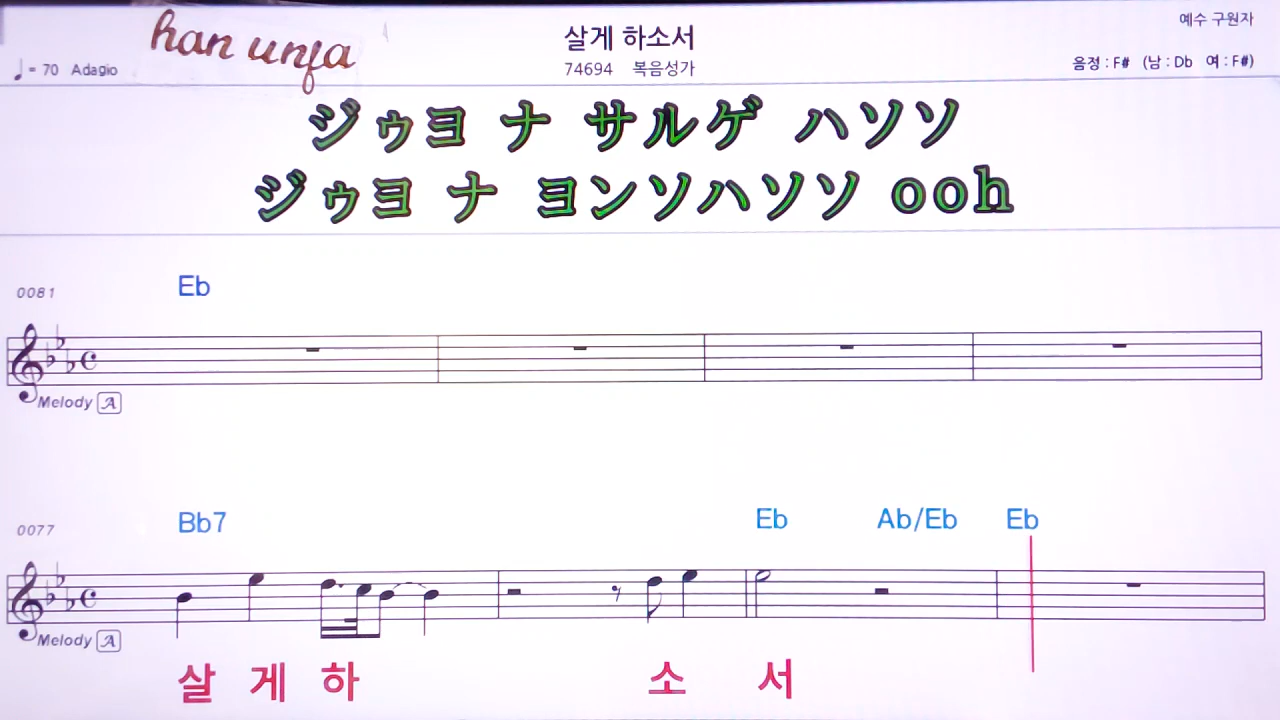 han unfa
살게 하소서
예수 구원자
♩= 70 Adagio
74694 복음성가
음정 : F# (남 : Db 여 : F#)
ジゥヨ ナ サルゲ ハソソ
ジゥヨ ナ ヨンソハソソ ooh
0081
Eb
Melody A
0077
Bb7 Eb Ab/Eb Eb
Melody A
살 게 하 소 서